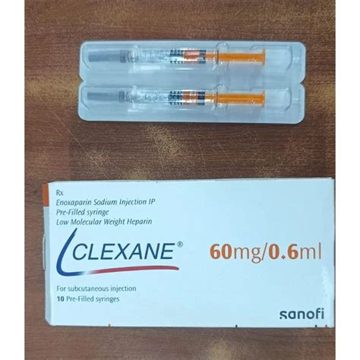 Rx
Enoxaparin Sodium Injection IP
Pre-Filled syringe
Low Molecular Weight Heparin
CLEXANE®
60mg/0.6ml
For subcutaneous injection
10 Pre-Filled syringes
sanofi